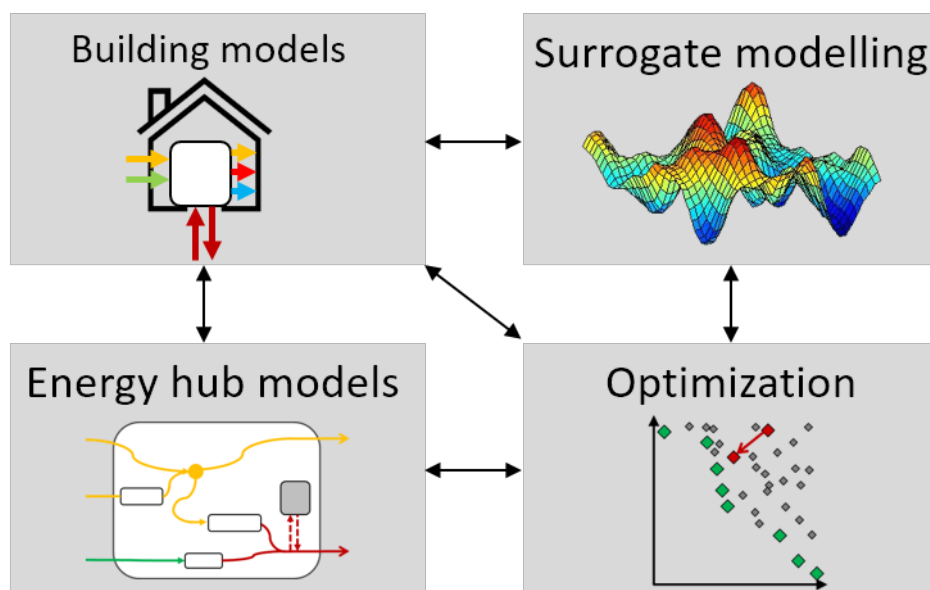 Building models
Surrogate modelling
Energy hub models
Optimization